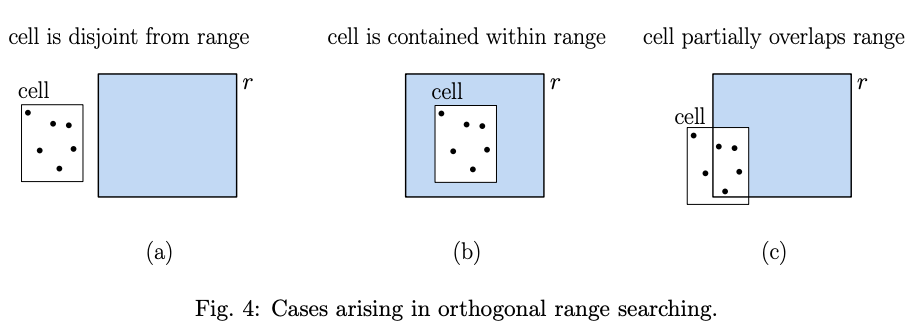 cell is disjoint from range
cell is contained within range
cell partially overlaps range
cell
r
cell
r
cell
r
(a)
(b)
(c)
Fig. 4: Cases arising in orthogonal range searching.